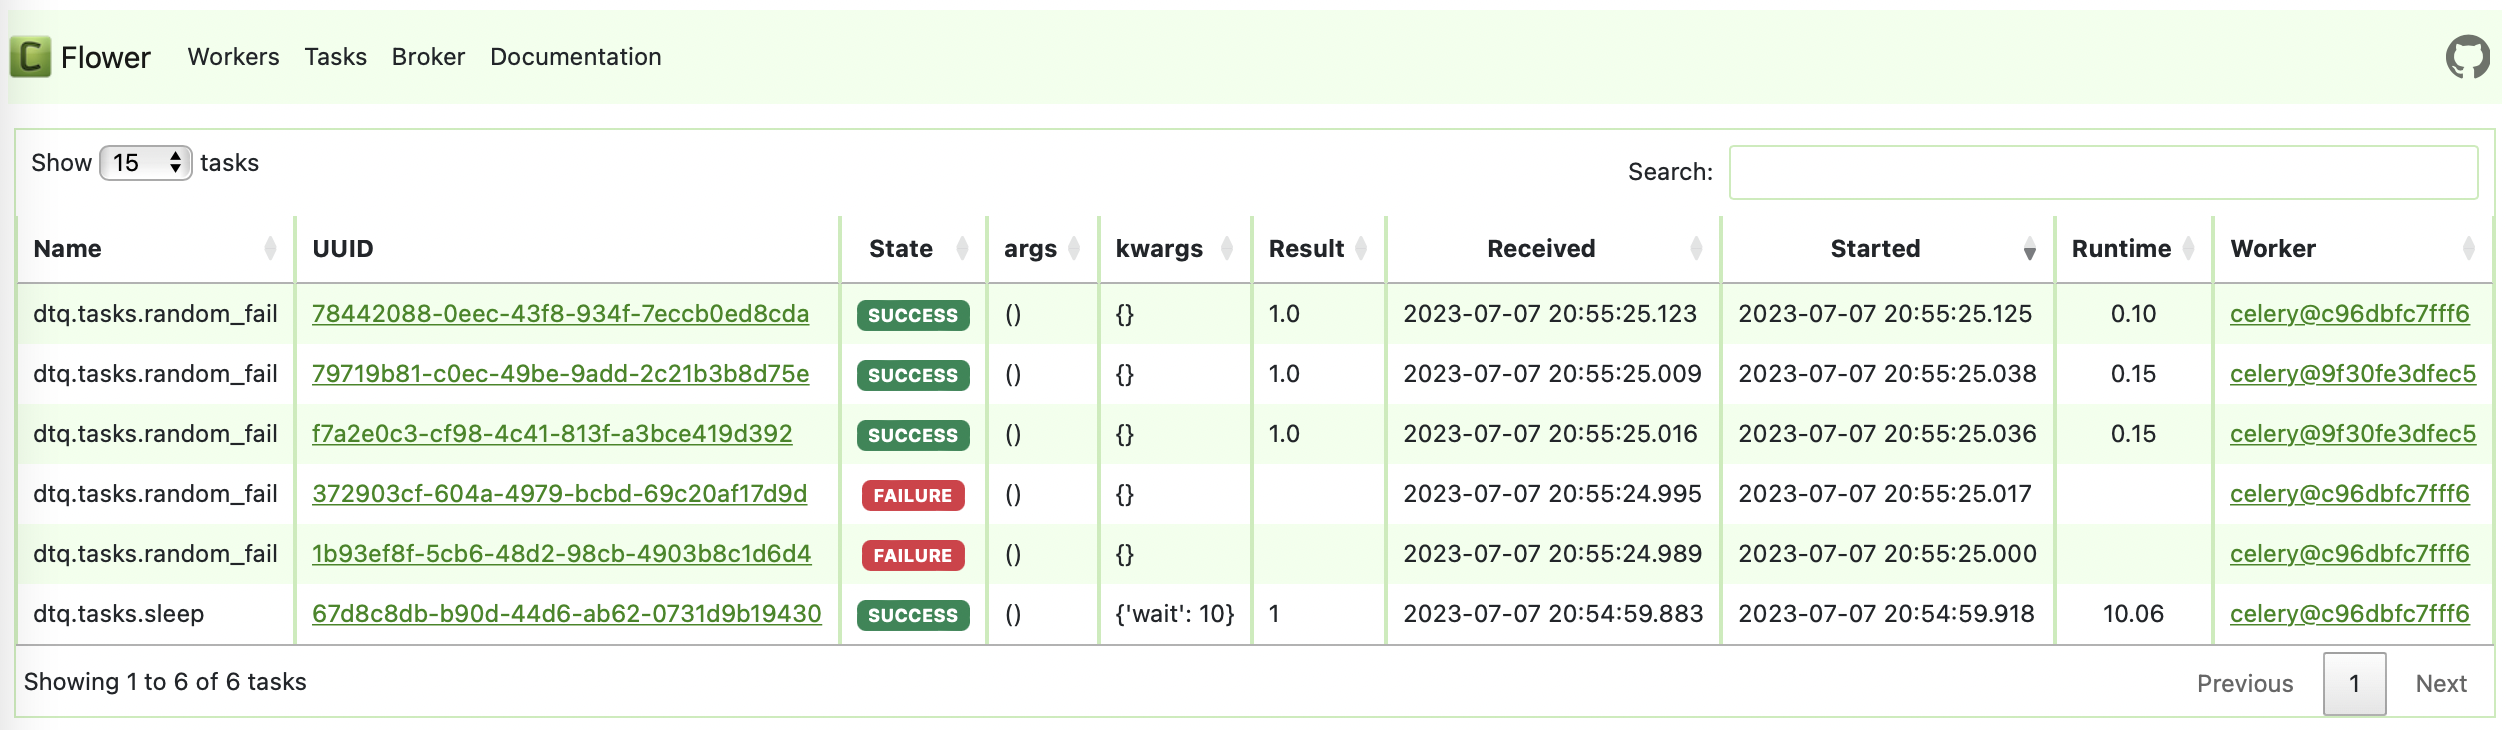 C Flower Workers Tasks Broker Documentation
Show 15 tasks Search:
Name UUID State args kwargs Result Received Started Runtime Worker
dtq.tasks.random_fail 78442088-0eec-43f8-934f-7eccb0ed8cda SUCCESS () {} 1.0 2023-07-07 20:55:25.123 2023-07-07 20:55:25.125 0.10 celery@c96dbfc7fff6
dtq.tasks.random_fail 79719b81-c0ec-49be-9add-2c21b3b8d75e SUCCESS () {} 1.0 2023-07-07 20:55:25.009 2023-07-07 20:55:25.038 0.15 celery@9f30fe3dfec5
dtq.tasks.random_fail f7a2e0c3-cf98-4c41-813f-a3bce419d392 SUCCESS () {} 1.0 2023-07-07 20:55:25.016 2023-07-07 20:55:25.036 0.15 celery@9f30fe3dfec5
dtq.tasks.random_fail 372903cf-604a-4979-bcbd-69c20af17d9d FAILURE () {} 2023-07-07 20:55:24.995 2023-07-07 20:55:25.017 celery@c96dbfc7fff6
dtq.tasks.random_fail 1b93ef8f-5cb6-48d2-98cb-4903b8c1d6d4 FAILURE () {} 2023-07-07 20:55:24.989 2023-07-07 20:55:25.000 celery@c96dbfc7fff6
dtq.tasks.sleep 67d8c8db-b90d-44d6-ab62-0731d9b19430 SUCCESS () {'wait': 10} 1 2023-07-07 20:54:59.883 2023-07-07 20:54:59.918 10.06 celery@c96dbfc7fff6
Showing 1 to 6 of 6 tasks Previous 1 Next